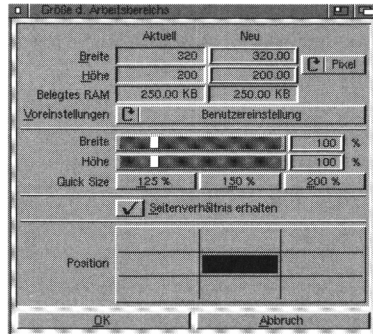 Größe d. Arbeitsbereichs
Aktuell Neu
Breite 320 320.00
Höhe 200 200.00
Pixel
Belegtes RAM 250.00 KB 250.00 KB
Voreinstellungen Benutzereinstellung
Breite 100 %
Höhe 100 %
Quick Size 125 % 150 % 200 %
Seitenverhältnis erhalten
Position
OK Abbruch